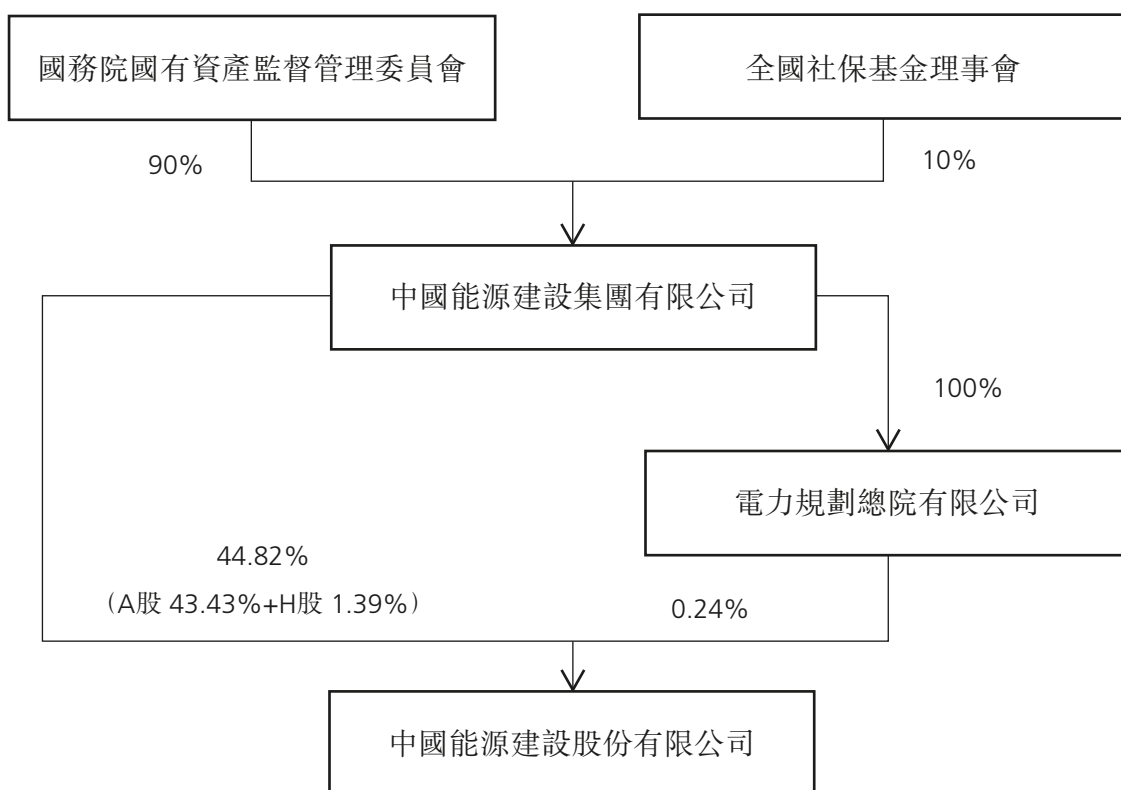 國務院國有資產監督管理委員會
全國社保基金理事會
90%
10%
中國能源建設集團有限公司
100%
電力規劃總院有限公司
44.82%
（A股 43.43%+H股 1.39%）
0.24%
中國能源建設股份有限公司